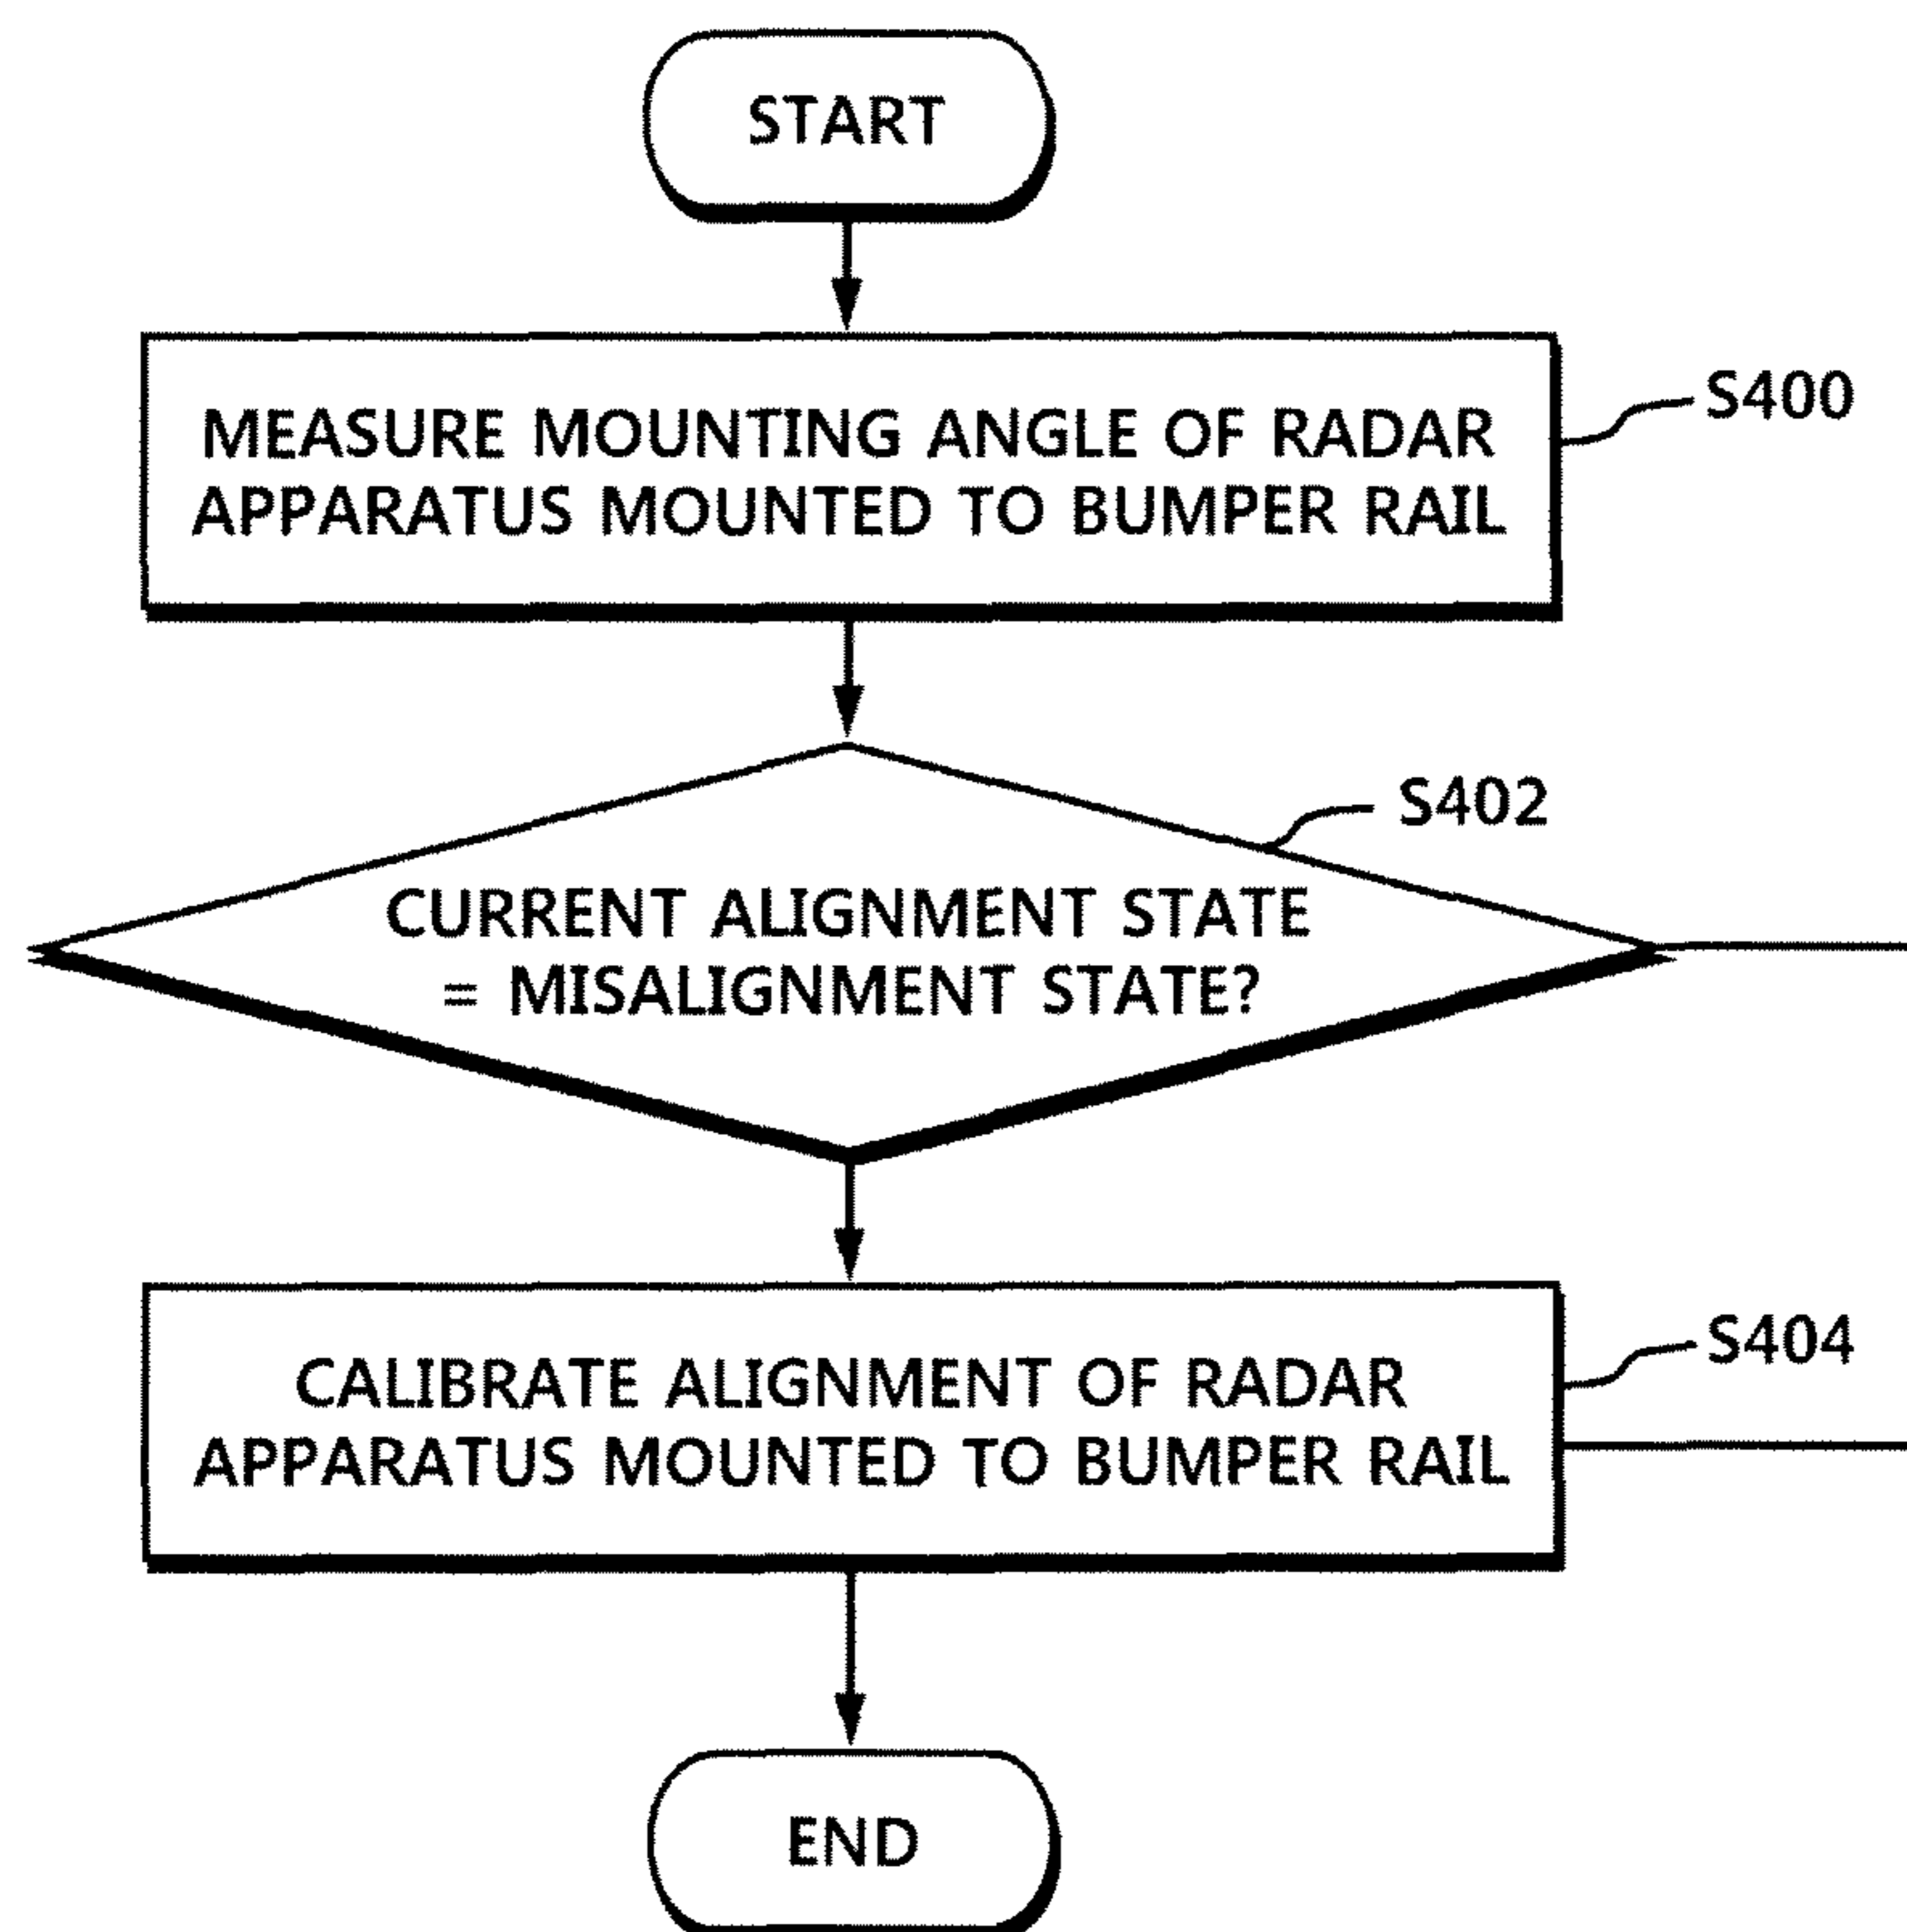 START
MEASURE MOUNTING ANGLE OF RADAR
APPARATUS MOUNTED TO BUMPER RAIL
S400
S402
CURRENT ALIGNMENT STATE
= MISALIGNMENT STATE?
CALIBRATE ALIGNMENT OF RADAR
APPARATUS MOUNTED TO BUMPER RAIL
S404
END